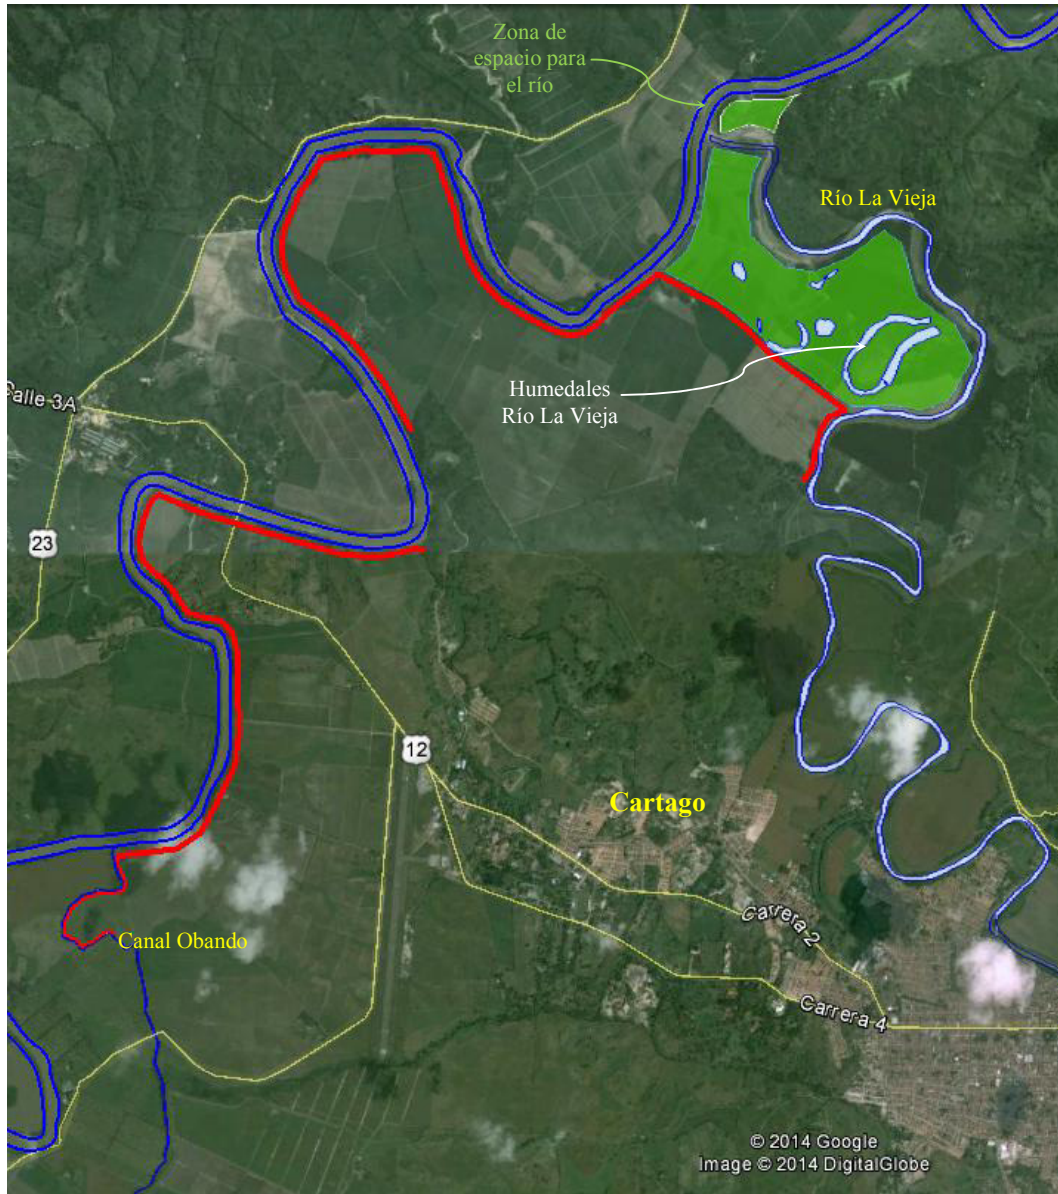 Zona de
espacio para
el río
Río La Vieja
Humedales
Río La Vieja
Calle 3A
23
12
Cartago
Carrera 2
Canal Obando
Carrera 4
© 2014 Google
Image © 2014 DigitalGlobe